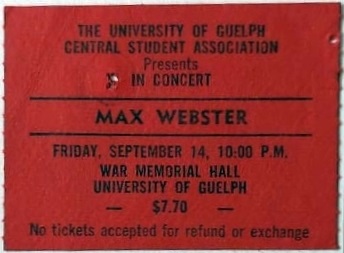 THE UNIVERSITY OF GUELPH
CENTRAL STUDENT ASSOCIATION
Presents
IN CONCERT
MAX WEBSTER
FRIDAY, SEPTEMBER 14, 10:00 P.M.
WAR MEMORIAL HALL
UNIVERSITY OF GUELPH
— $7.70 —
No tickets accepted for refund or exchange